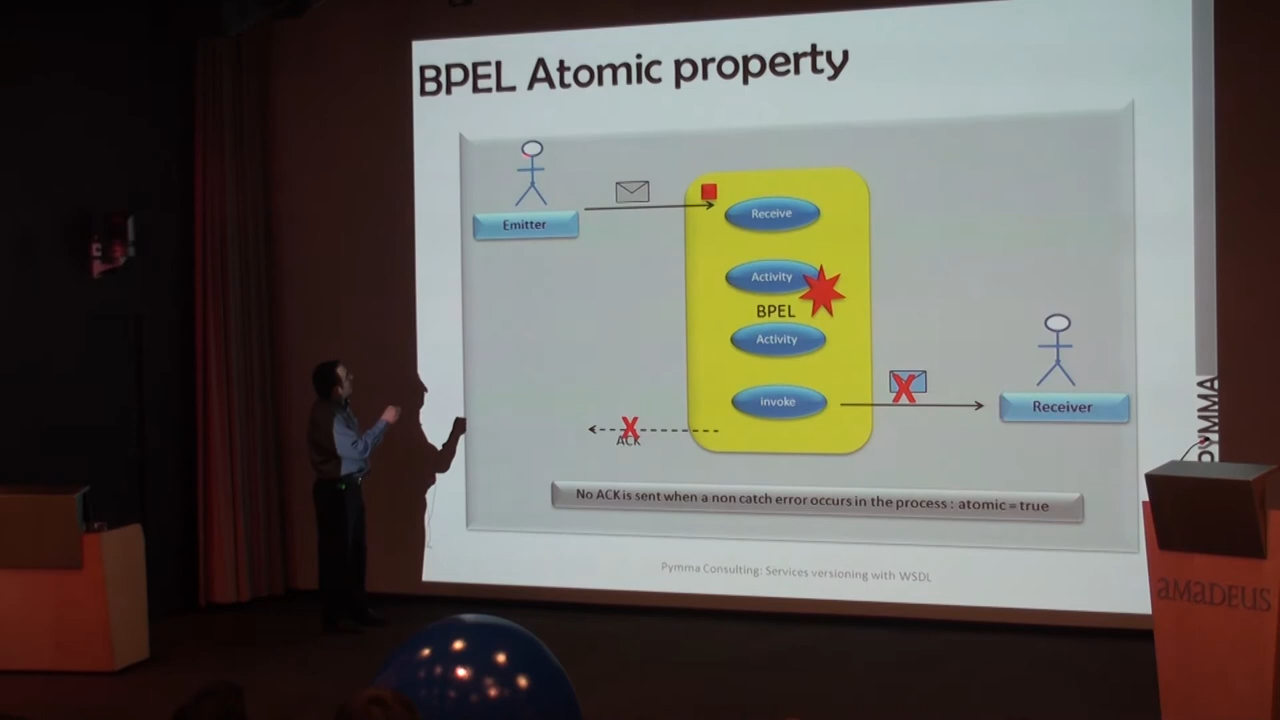 BPEL Atomic property
Emitter
Receive
Activity
BPEL
Activity
invoke
ACK
Receiver
No ACK is sent when a non catch error occurs in the process : atomic = true
Pymma Consulting: Services versioning with WSDL
PYMMA
aMaDEUS